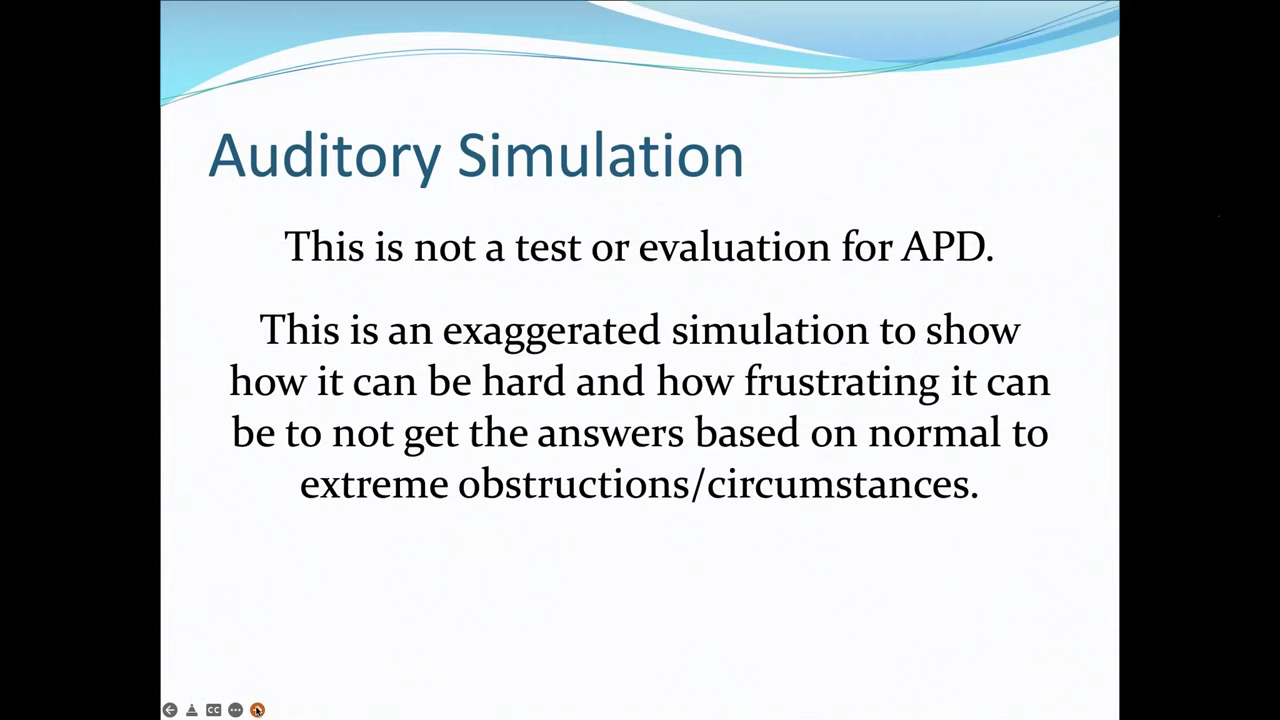 Auditory Simulation
This is not a test or evaluation for APD.
This is an exaggerated simulation to show
how it can be hard and how frustrating it can
be to not get the answers based on normal to
extreme obstructions/circumstances.
CC